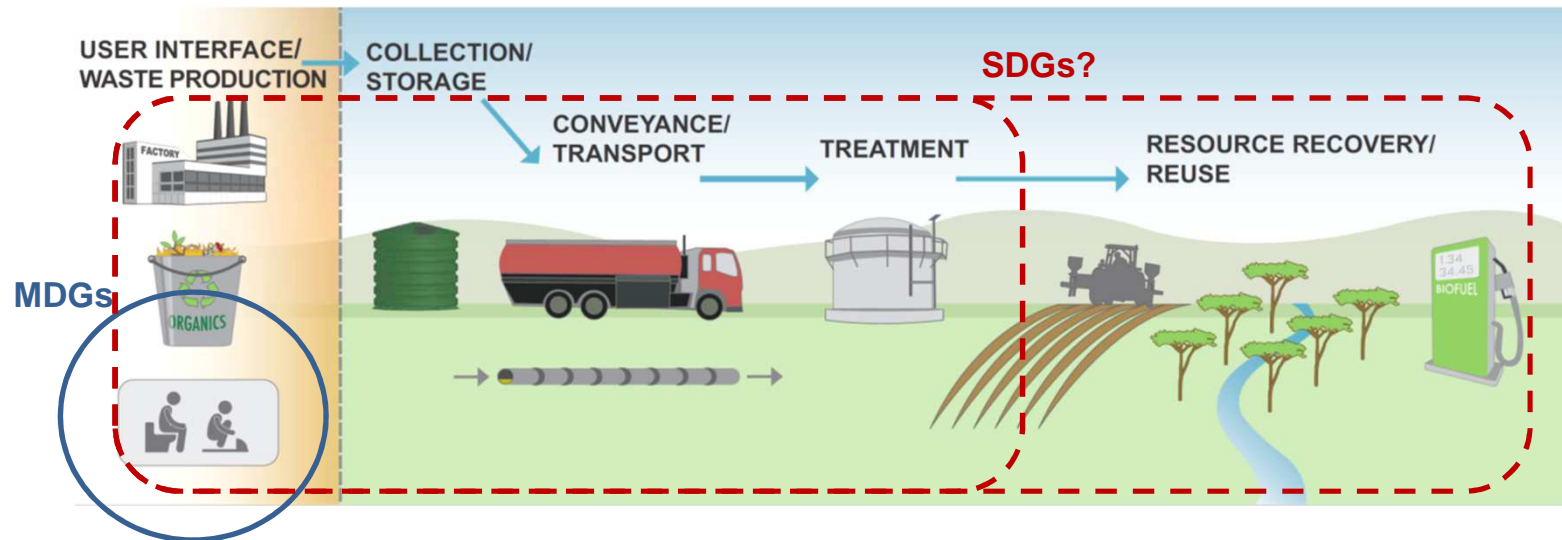 USER INTERFACE/
WASTE PRODUCTION
COLLECTION/
STORAGE
SDGs?
CONVEYANCE/
TRANSPORT
TREATMENT
RESOURCE RECOVERY/
REUSE
FACTORY
MDGs
ORGANICS
1.34
34.45
BIOFUEL